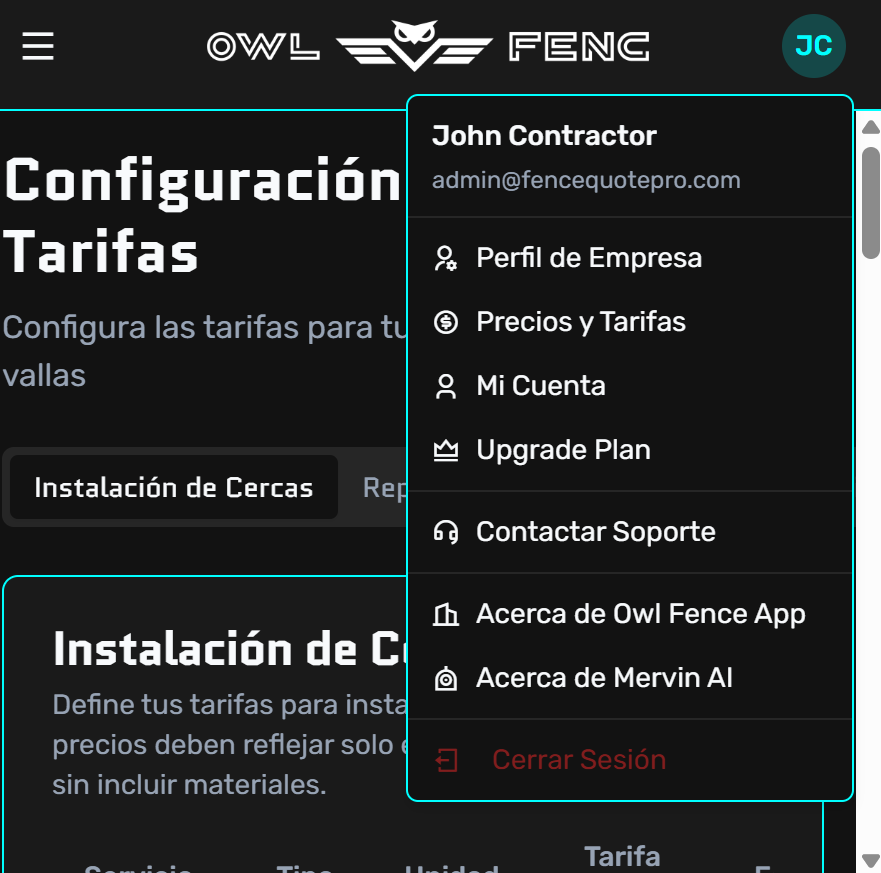 OWL FENC
JC
John Contractor
admin@fencequotepro.com
Perfil de Empresa
Precios y Tarifas
Mi Cuenta
Upgrade Plan
Contactar Soporte
Acerca de Owl Fence App
Acerca de Mervin AI
Cerrar Sesión
Configuración
Tarifas
Configura las tarifas para
vallas
Instalación de Cercas
Instalación de
Define tus tarifas para
precios deben reflejar solo
sin incluir materiales.
Servicio Tipo Unidad Tarifa